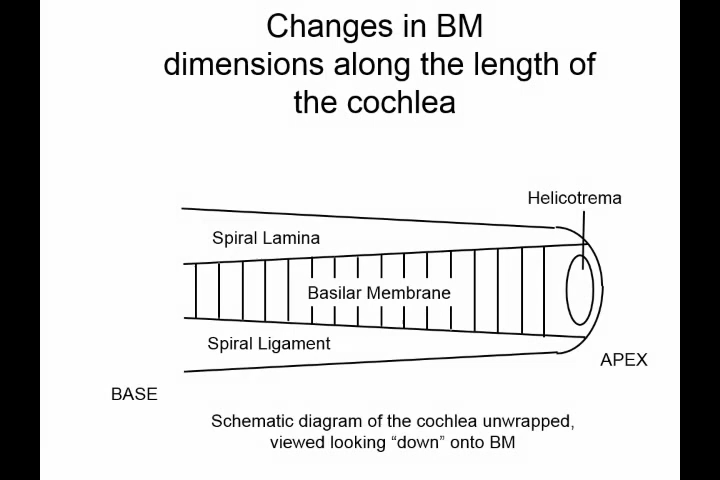 Changes in BM
dimensions along the length of
the cochlea
Helicotrema
Spiral Lamina
Basilar Membrane
Spiral Ligament
APEX
BASE
Schematic diagram of the cochlea unwrapped,
viewed looking “down” onto BM